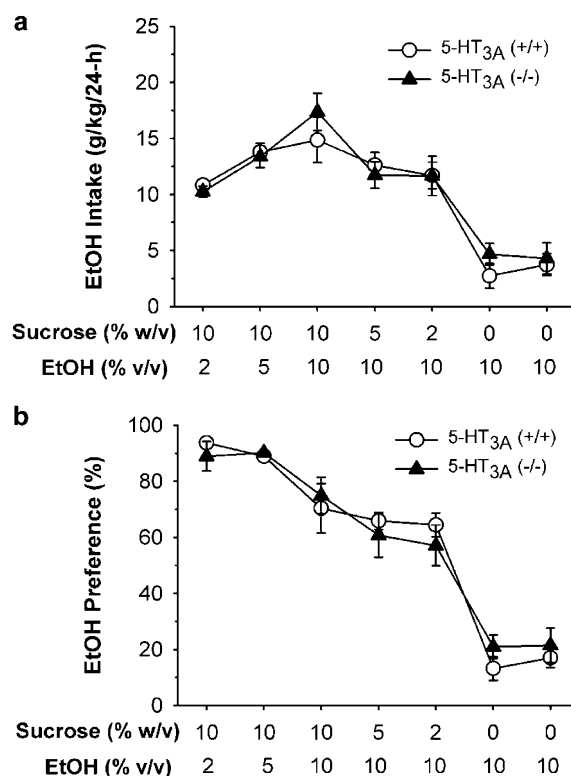 a
EtOH Intake (g/kg/24-h)
25
20
15
10
5
0
5-HT3A (+/+)
5-HT3A (-/-)
Sucrose (% w/v) 10 10 10 5 2 0 0
EtOH (% v/v) 2 5 10 10 10 10 10
b
EtOH Preference (%)
100
80
60
40
20
0
5-HT3A (+/+)
5-HT3A (-/-)
Sucrose (% w/v) 10 10 10 5 2 0 0
EtOH (% v/v) 2 5 10 10 10 10 10